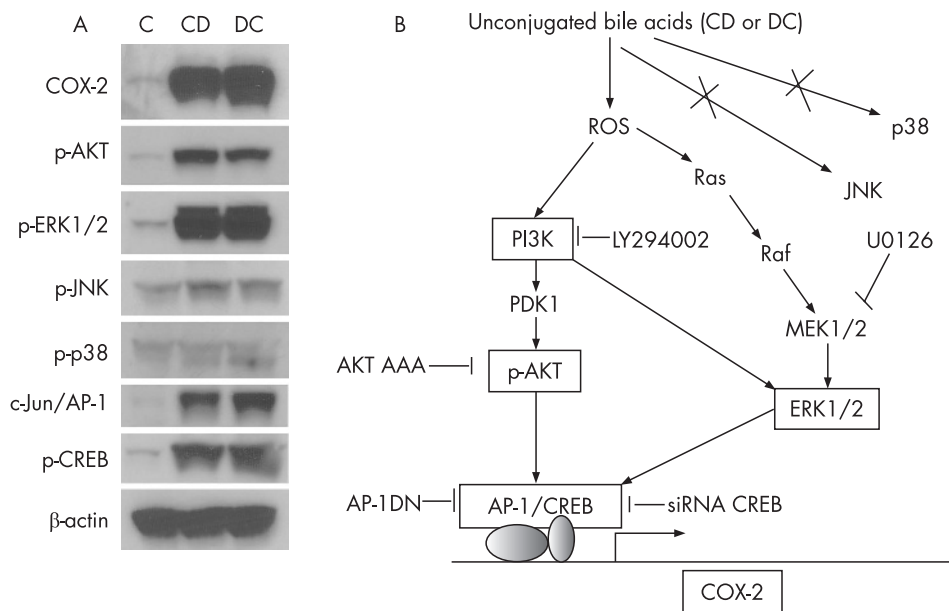 A
C CD DC
COX-2
p-AKT
p-ERK1/2
p-JNK
p-p38
c-Jun/AP-1
p-CREB
β-actin
B
Unconjugated bile acids (CD or DC)
ROS
p38
Ras
JNK
PI3K
LY294002
Raf
U0126
PDK1
MEK1/2
AKT AAA
p-AKT
ERK1/2
AP-1DN
AP-1/CREB
siRNA CREB
COX-2